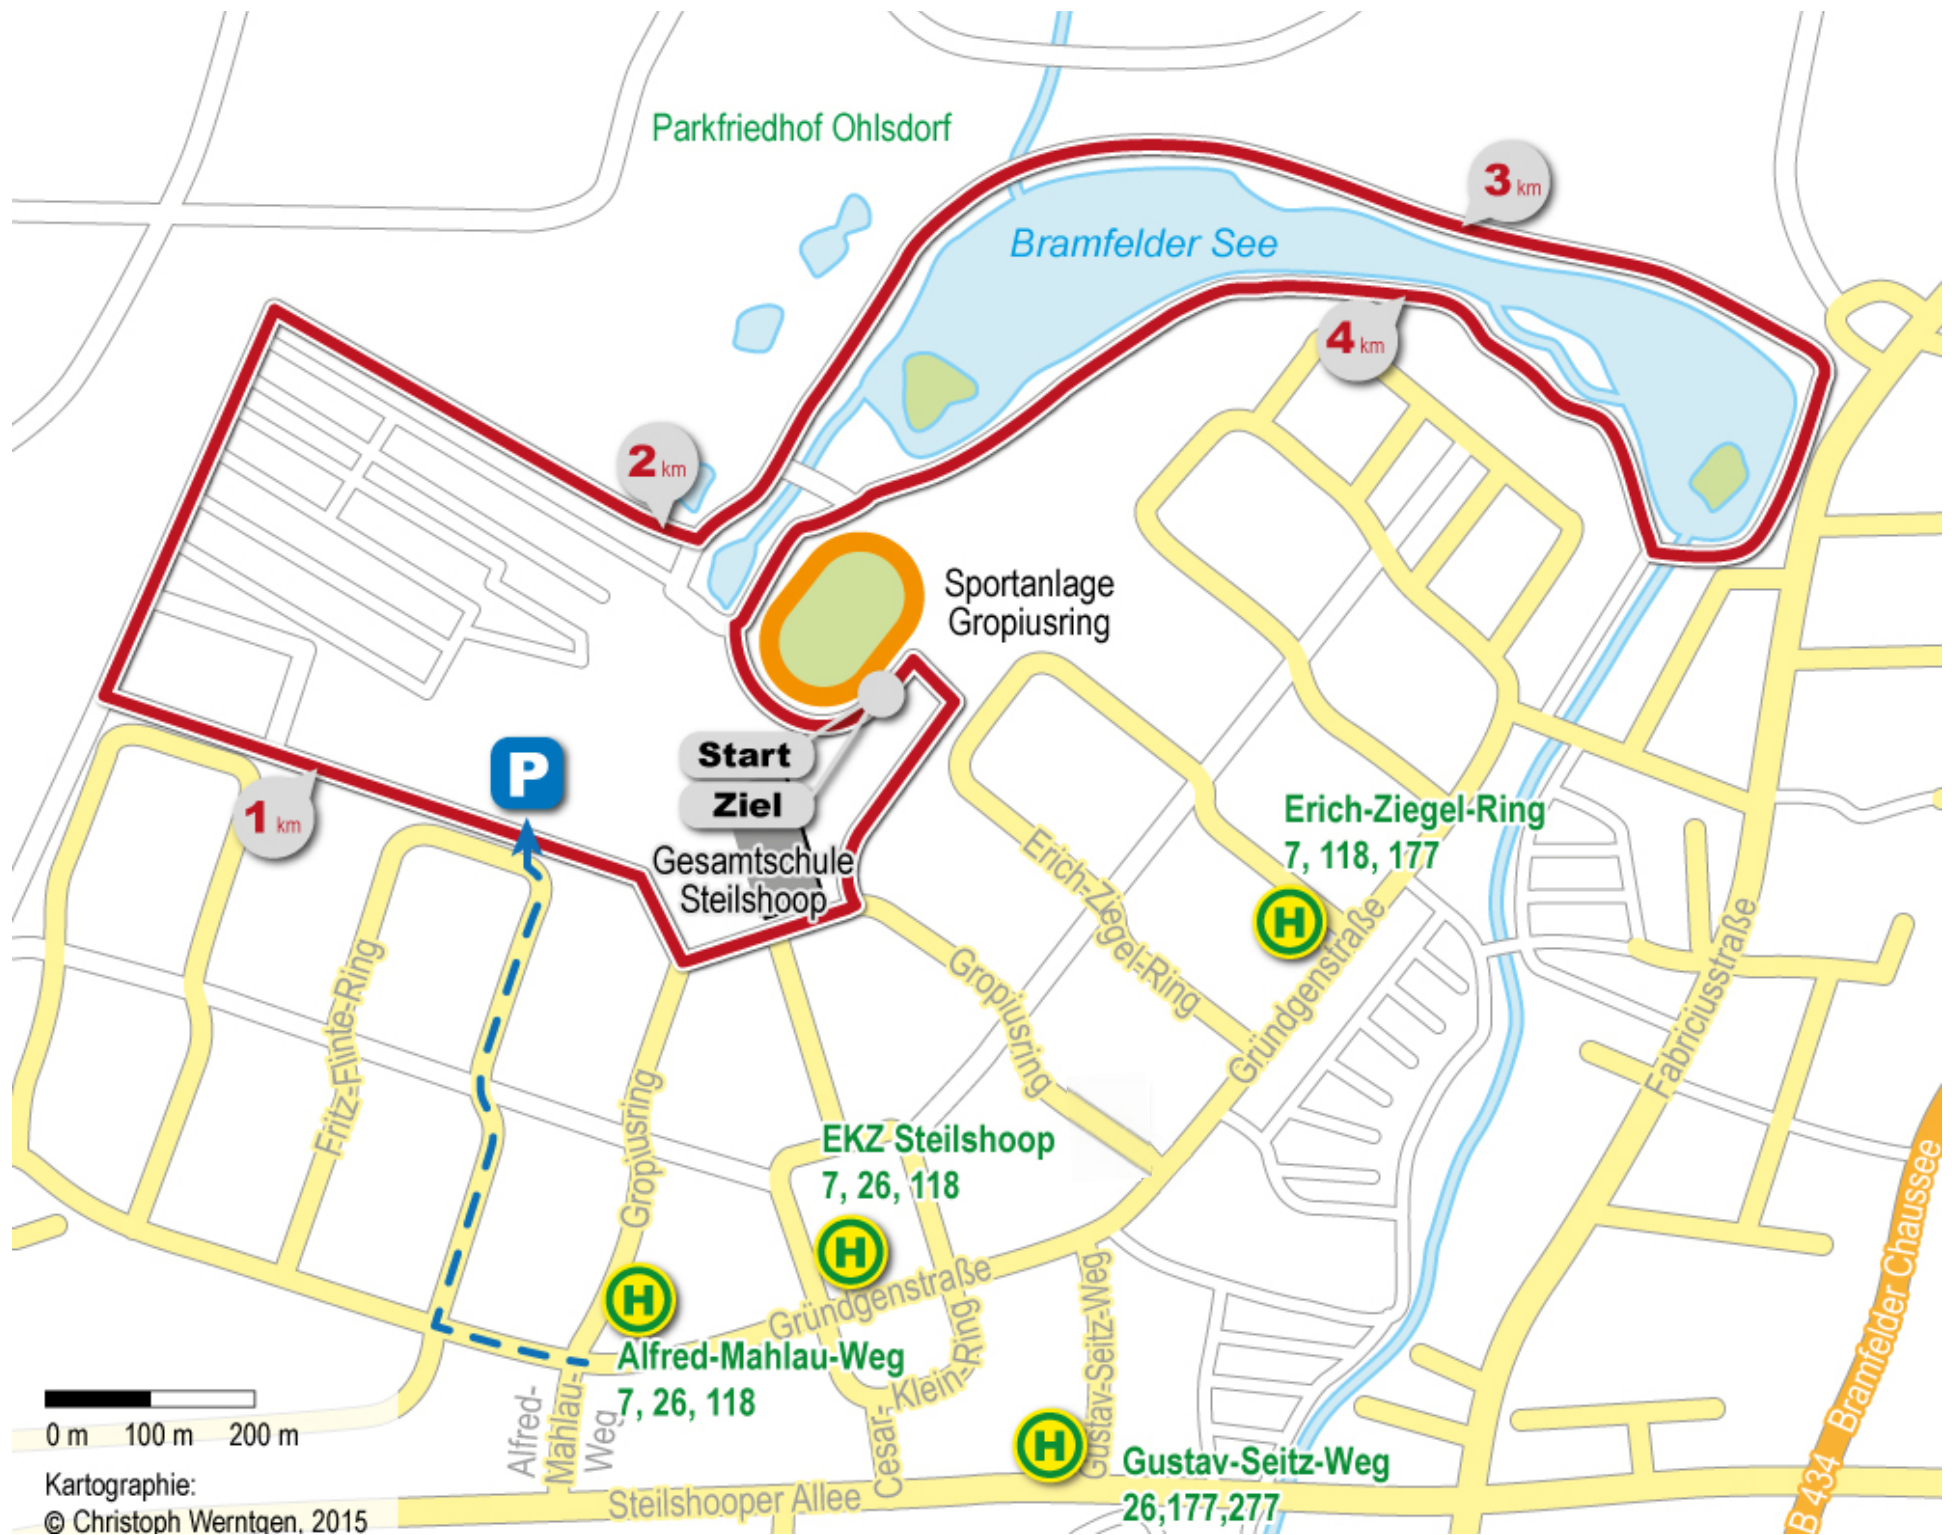 Parkfriedhof Ohlsdorf
3 km
Bramfelder See
4 km
2 km
Sportanlage
Gropiusring
P
Start
Ziel
1 km
Gesamtschule
Steilshoop
Erich-Ziegel-Ring
7, 118, 177
H
Erich-Ziegel-Ring
Gründgenstraße
Gropiusring
Fabriciusstraße
Fritz-Flinte-Ring
Gropiusring
EKZ Steilshoop
7, 26, 118
H
H
Gründgenstraße
Alfred-Mahlau-Weg
7, 26, 118
Alfred-
Mahlau-
Weg
Cesar-
Klein-Ring
Gustav-Seitz-Weg
H
Gustav-Seitz-Weg
26,177,277
Steilshooper Allee
B 434
Bramfelder Chaussee
0 m 100 m 200 m
Kartographie:
© Christoph Werntgen, 2015